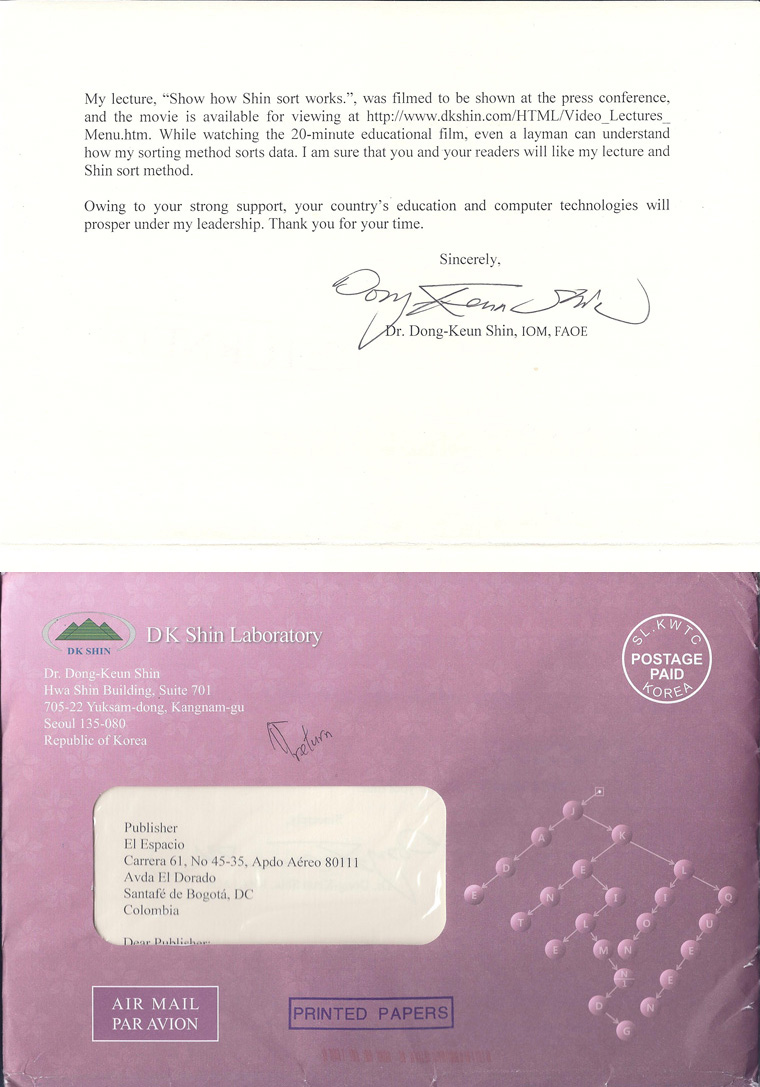 My lecture, “Show how Shin sort works.”, was filmed to be shown at the press conference,
and the movie is available for viewing at http://www.dkshin.com/HTML/Video_Lectures_
Menu.htm. While watching the 20-minute educational film, even a layman can understand
how my sorting method sorts data. I am sure that you and your readers will like my lecture and
Shin sort method.
Owing to your strong support, your country’s education and computer technologies will
prosper under my leadership. Thank you for your time.
Sincerely,
Dong Keun Shin
Dr. Dong-Keun Shin, IOM, FAOE
DK SHIN
DK Shin Laboratory
Dr. Dong-Keun Shin
Hwa Shin Building, Suite 701
705-22 Yuksam-dong, Kangnam-gu
Seoul 135-080
Republic of Korea
return
SL.KWTC
POSTAGE
PAID
KOREA
Publisher
El Espacio
Carrera 61, No 45-35, Apdo Aéreo 80111
Avda El Dorado
Santafé de Bogotá, DC
Colombia
Dear Publisher:
J
A K
D E L
E N I I Q
T L O U
E M N E
N I E
D N
G
AIR MAIL
PAR AVION
PRINTED PAPERS